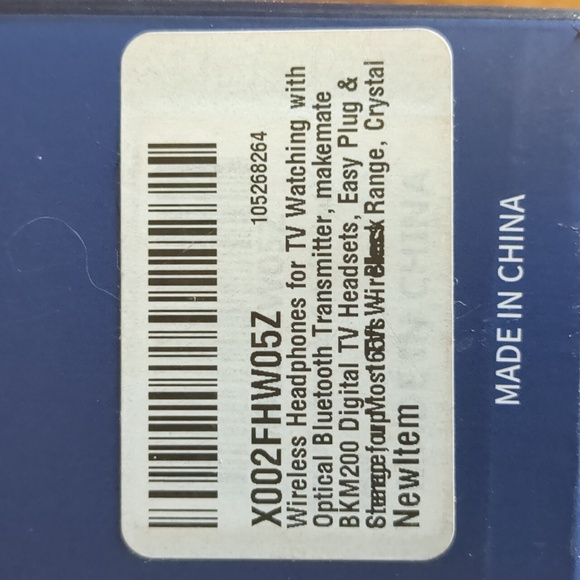 105268264
X002FHW05Z
Wireless Headphones for TV Watching with
Optical Bluetooth Transmitter, makemate
BKM200 Digital TV Headsets, Easy Plug &
Range, Crystal
NewItem
MADE IN CHINA